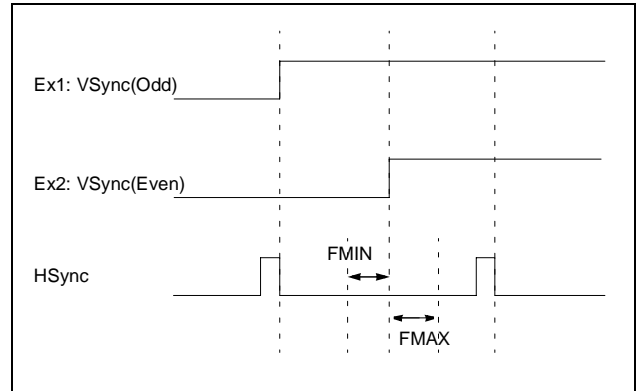 Ex1: VSync(Odd)
Ex2: VSync(Even)
FMIN
HSync
FMAX